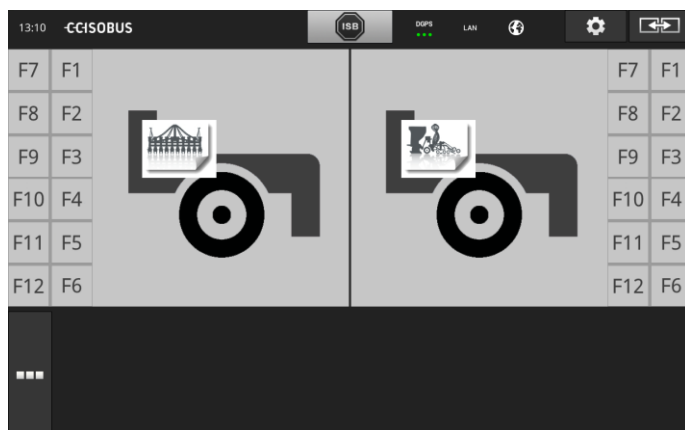 13:10 CCISOBUS ISB DGPS LAN
F7 F1 F7 F1
F8 F2 F8 F2
F9 F3 F9 F3
F10 F4 F10 F4
F11 F5 F11 F5
F12 F6 F12 F6